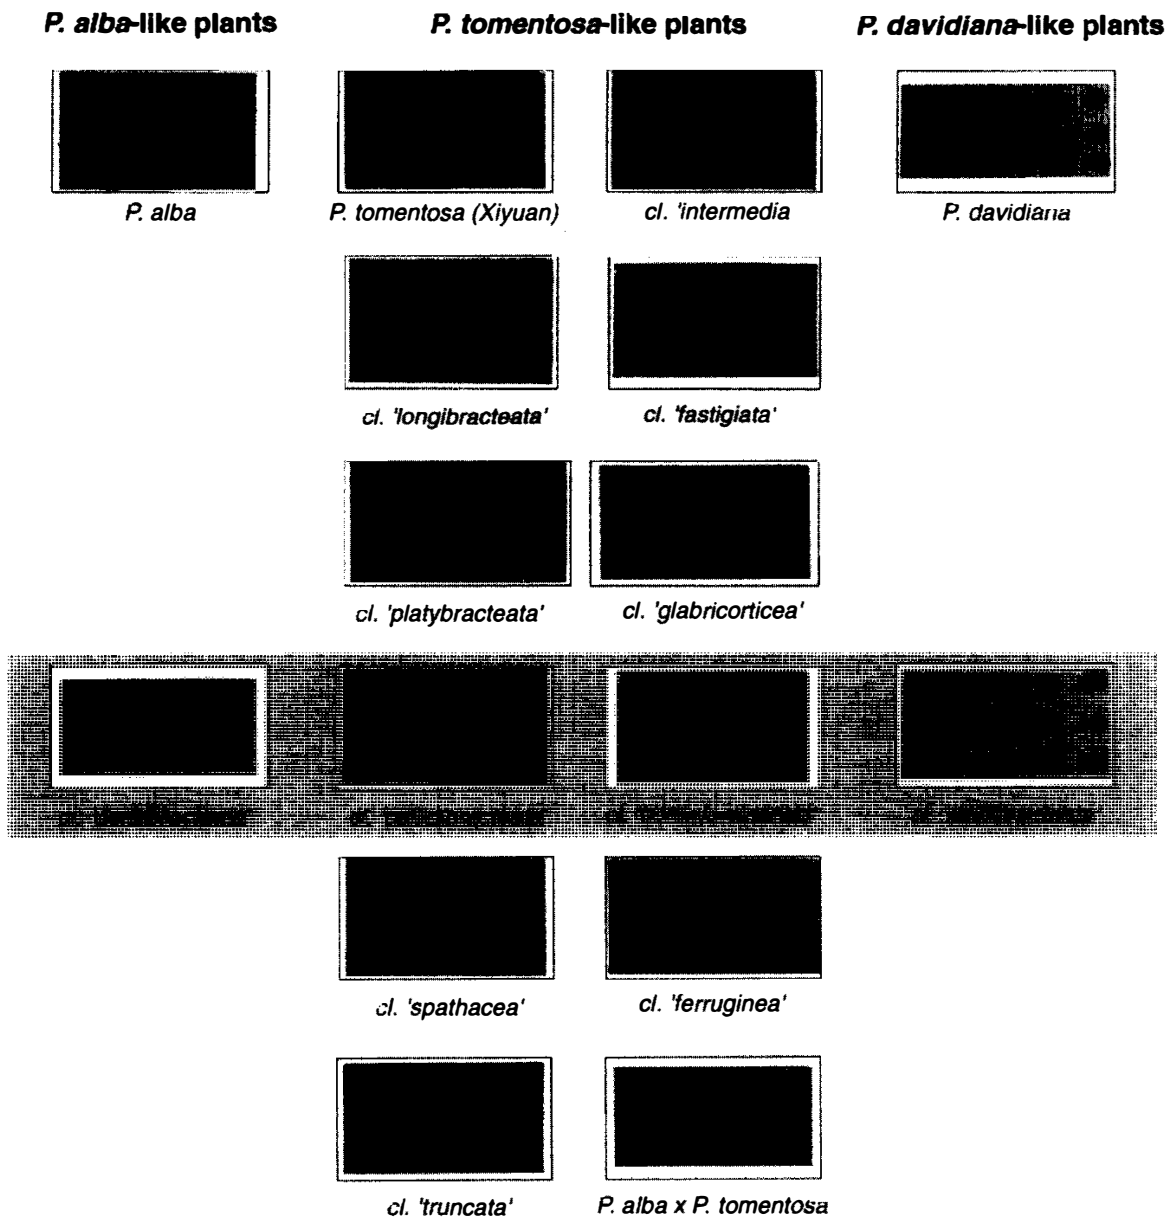 P. alba-like plants P. tomentosa-like plants P. davidiana-like plants
P. alba P. tomentosa (Xiyuan) cl. 'intermedia P. davidiana
cl. 'longibracteata' cl. 'fastigiata'
cl. 'platybracteata' cl. 'glabricorticea'
cl. 'spathacea' cl. 'ferruginea'
cl. 'truncata' P. alba x P. tomentosa